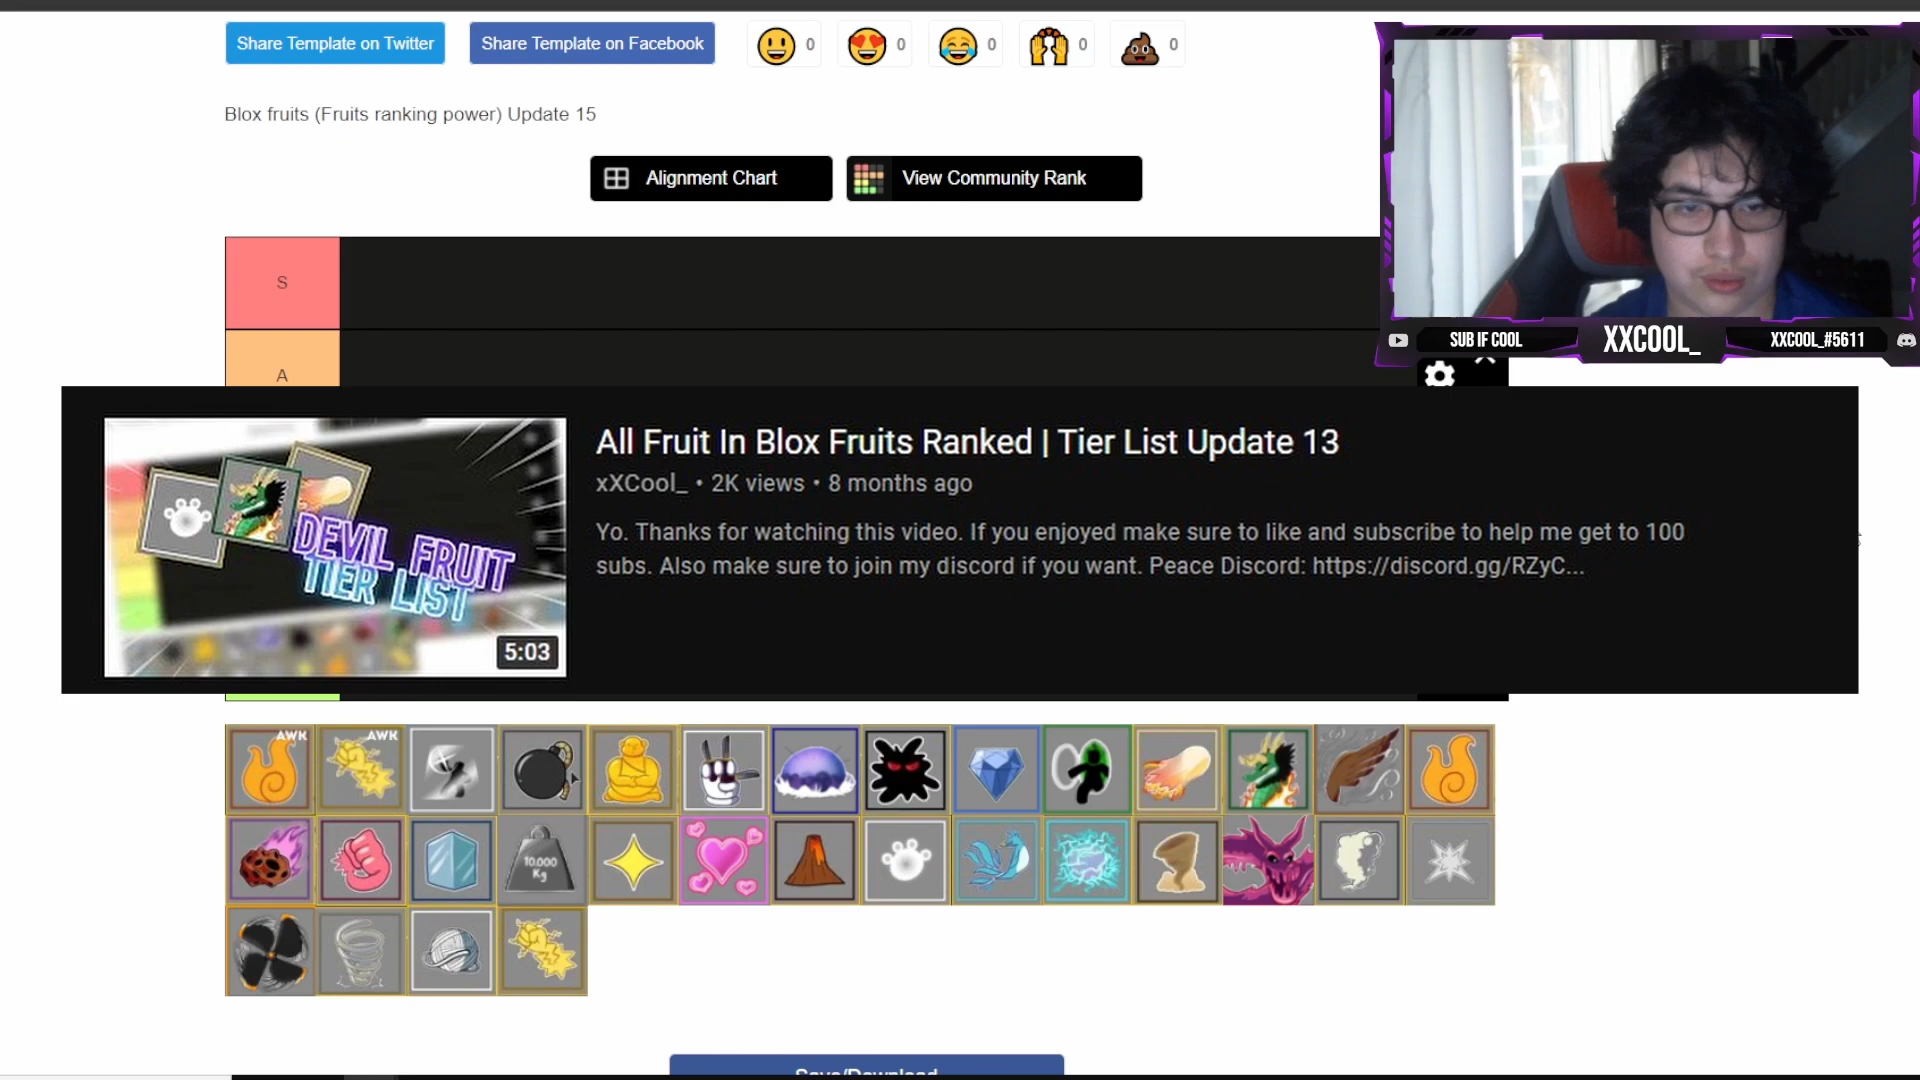 Share Template on Twitter
Share Template on Facebook
0
0
0
0
0
Blox fruits (Fruits ranking power) Update 15
Alignment Chart
View Community Rank
S
A
SUB IF COOL
XXCOOL_
XXCOOL_#5611
DEVIL FRUIT
TIER LIST
5:03
All Fruit In Blox Fruits Ranked | Tier List Update 13
xXCool_ • 2K views • 8 months ago
Yo. Thanks for watching this video. If you enjoyed make sure to like and subscribe to help me get to 100
subs. Also make sure to join my discord if you want. Peace Discord: https://discord.gg/RZyC...
AWK
AWK
10.000
Kg
Save/Download